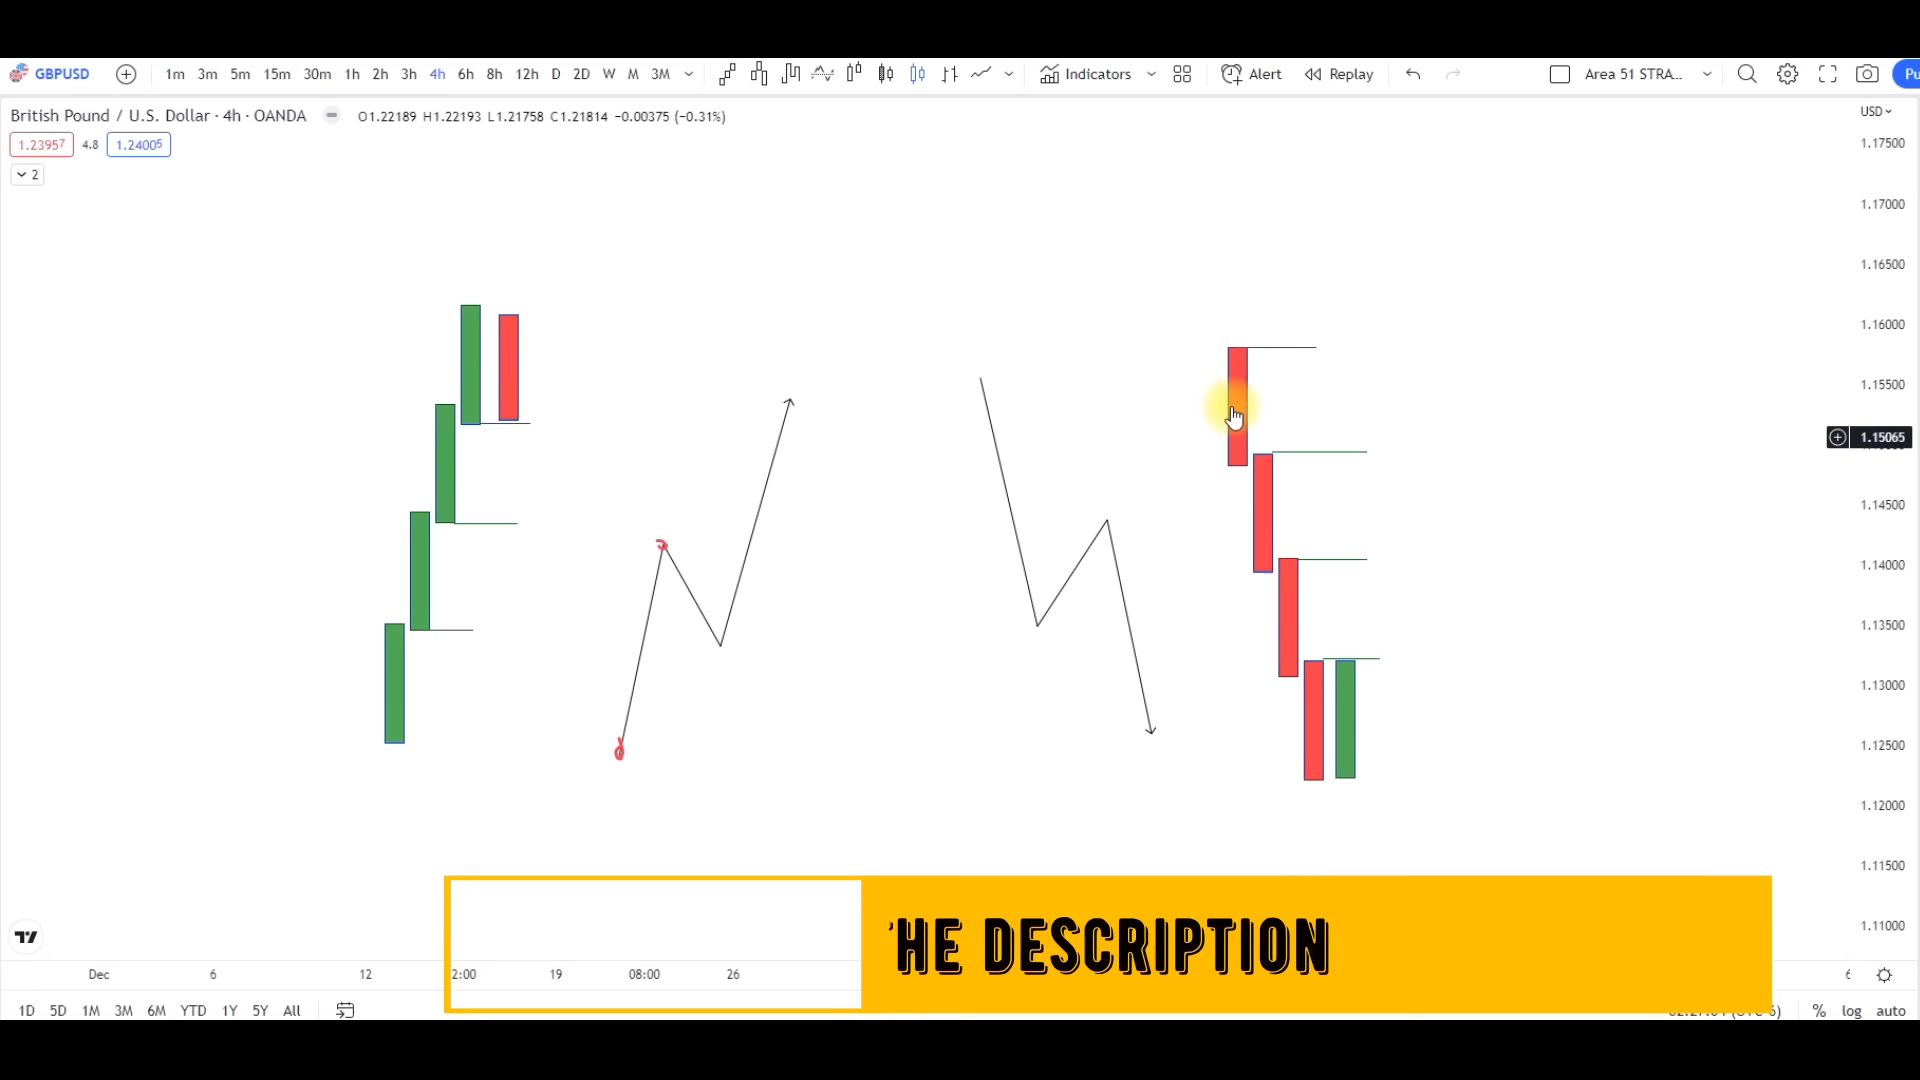 GBPUSD 1m 3m 5m 15m 30m 1h 2h 3h 4h 6h 8h 12h D 2D W M 3M Indicators Alert Replay Area 51 STRA... Pu
British Pound / U.S. Dollar · 4h · OANDA O1.22189 H1.22193 L1.21758 C1.21814 −0.00375 (−0.31%) USD
1.23957 4.8 1.24005
2
1.17500
1.17000
1.16500
1.16000
1.15500
1.15065
1.14500
1.14000
1.13500
1.13000
1.12500
1.12000
1.11500
1.11000
HE DESCRIPTION
Dec 6 12 2:00 19 08:00 26
1D 5D 1M 3M 6M YTD 1Y 5Y All % log auto